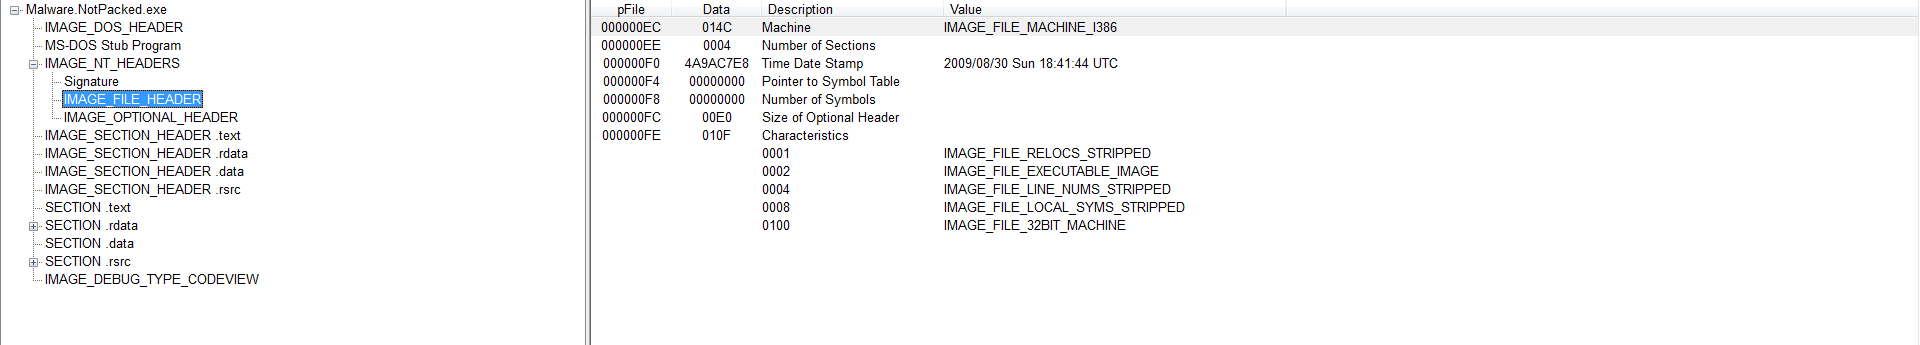 Malware.NotPacked.exe
IMAGE_DOS_HEADER
MS-DOS Stub Program
IMAGE_NT_HEADERS
Signature
IMAGE_FILE_HEADER
IMAGE_OPTIONAL_HEADER
IMAGE_SECTION_HEADER .text
IMAGE_SECTION_HEADER .rdata
IMAGE_SECTION_HEADER .data
IMAGE_SECTION_HEADER .rsrc
SECTION .text
SECTION .rdata
SECTION .data
SECTION .rsrc
IMAGE_DEBUG_TYPE_CODEVIEW
pFile Data Description Value
000000EC 014C Machine IMAGE_FILE_MACHINE_I386
000000EE 0004 Number of Sections
000000F0 4A9AC7E8 Time Date Stamp 2009/08/30 Sun 18:41:44 UTC
000000F4 00000000 Pointer to Symbol Table
000000F8 00000000 Number of Symbols
000000FC 00E0 Size of Optional Header
000000FE 010F Characteristics
0001 IMAGE_FILE_RELOCS_STRIPPED
0002 IMAGE_FILE_EXECUTABLE_IMAGE
0004 IMAGE_FILE_LINE_NUMS_STRIPPED
0008 IMAGE_FILE_LOCAL_SYMS_STRIPPED
0100 IMAGE_FILE_32BIT_MACHINE